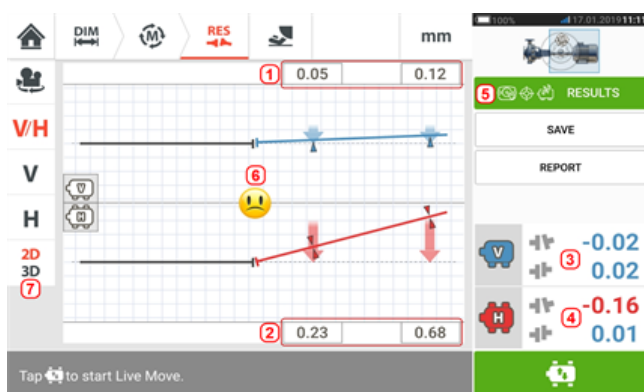 DIM
M
RES
mm
100% 17.01.2019 11:11
1 0.05 0.12
5 RESULTS
V/H
SAVE
V
REPORT
V
6
H
H
2D
3D
7
V -0.02
3
0.02
H -0.16
4
0.01
2 0.23 0.68
Tap to start Live Move.